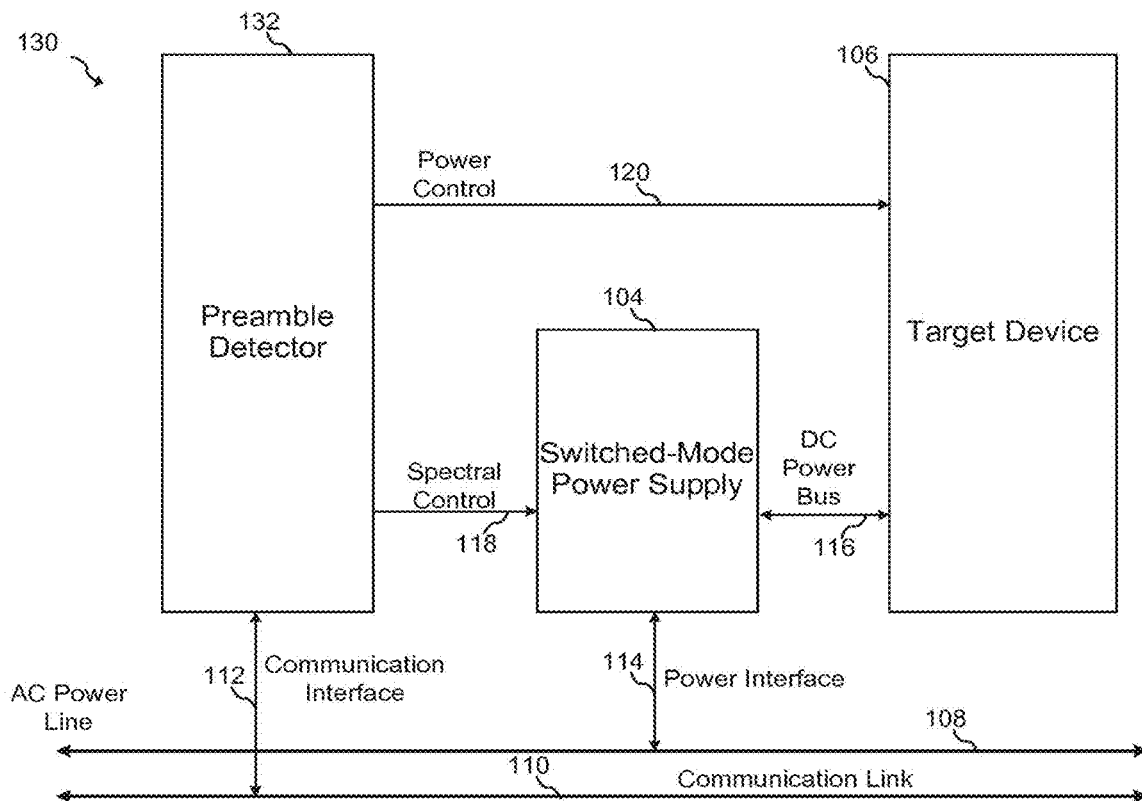 130
132
106
Power
Control
120
104
Preamble
Detector
Target Device
Switched-Mode
Power Supply
DC
Power
Bus
Spectral
Control
118
116
112
Communication
Interface
114
Power Interface
AC Power
Line
108
110
Communication Link